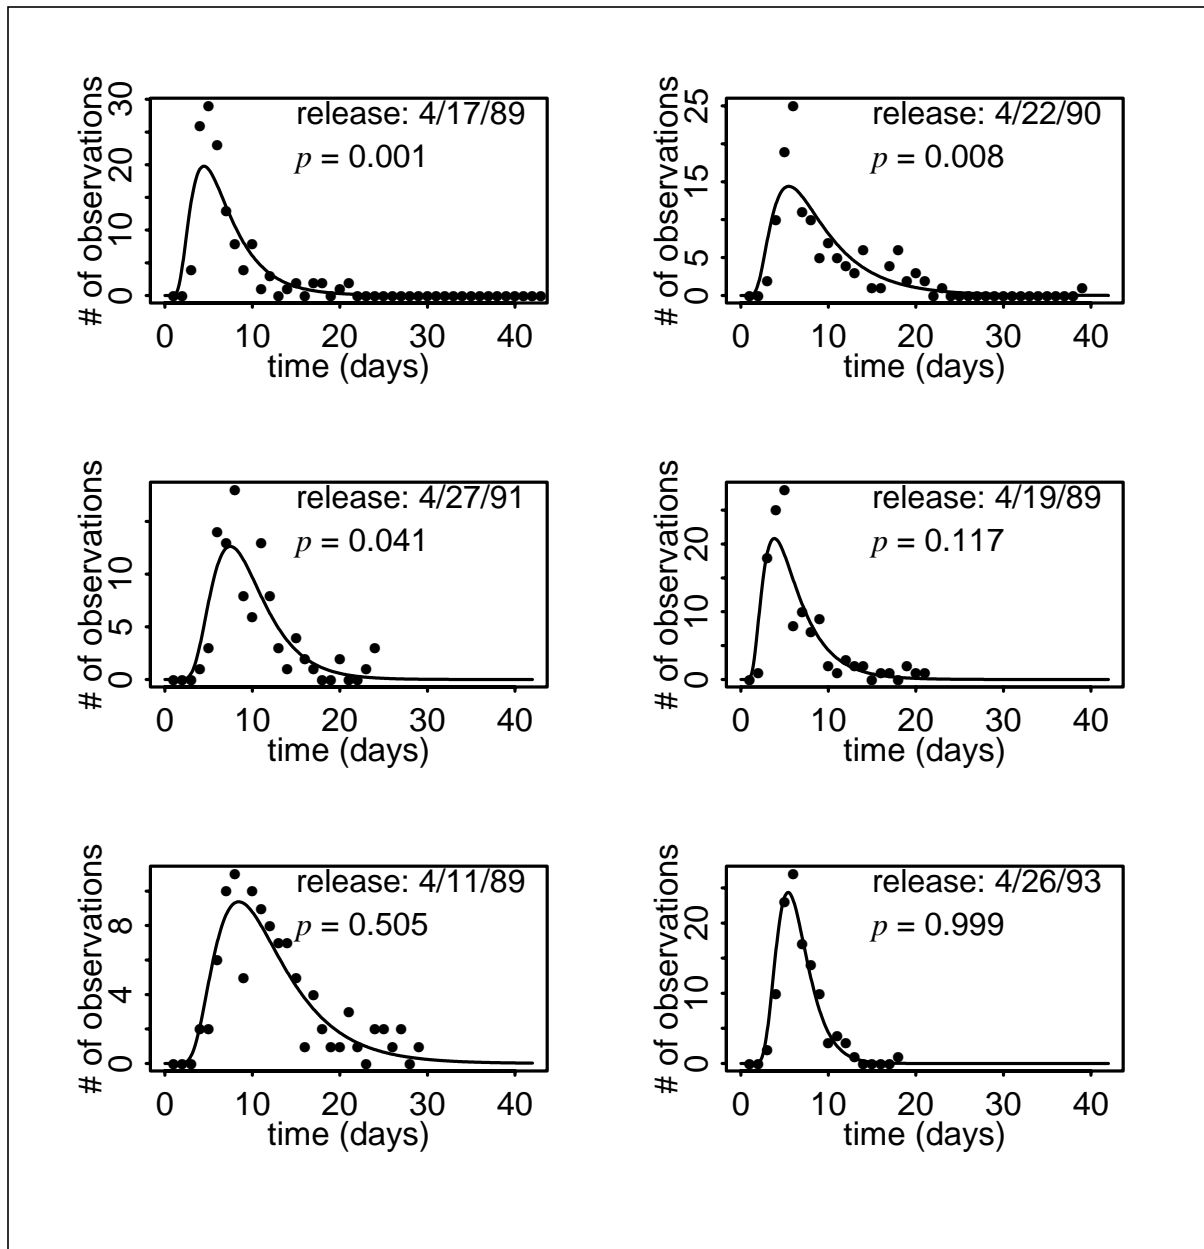 # of observations
30
20
10
0
release: 4/17/89
p = 0.001
0 10 20 30 40
time (days)
# of observations
25
15
5
0
release: 4/22/90
p = 0.008
0 10 20 30 40
time (days)
# of observations
10
5
0
release: 4/27/91
p = 0.041
0 10 20 30 40
time (days)
# of observations
20
10
0
release: 4/19/89
p = 0.117
0 10 20 30 40
time (days)
# of observations
8
4
0
release: 4/11/89
p = 0.505
0 10 20 30 40
time (days)
# of observations
20
10
0
release: 4/26/93
p = 0.999
0 10 20 30 40
time (days)